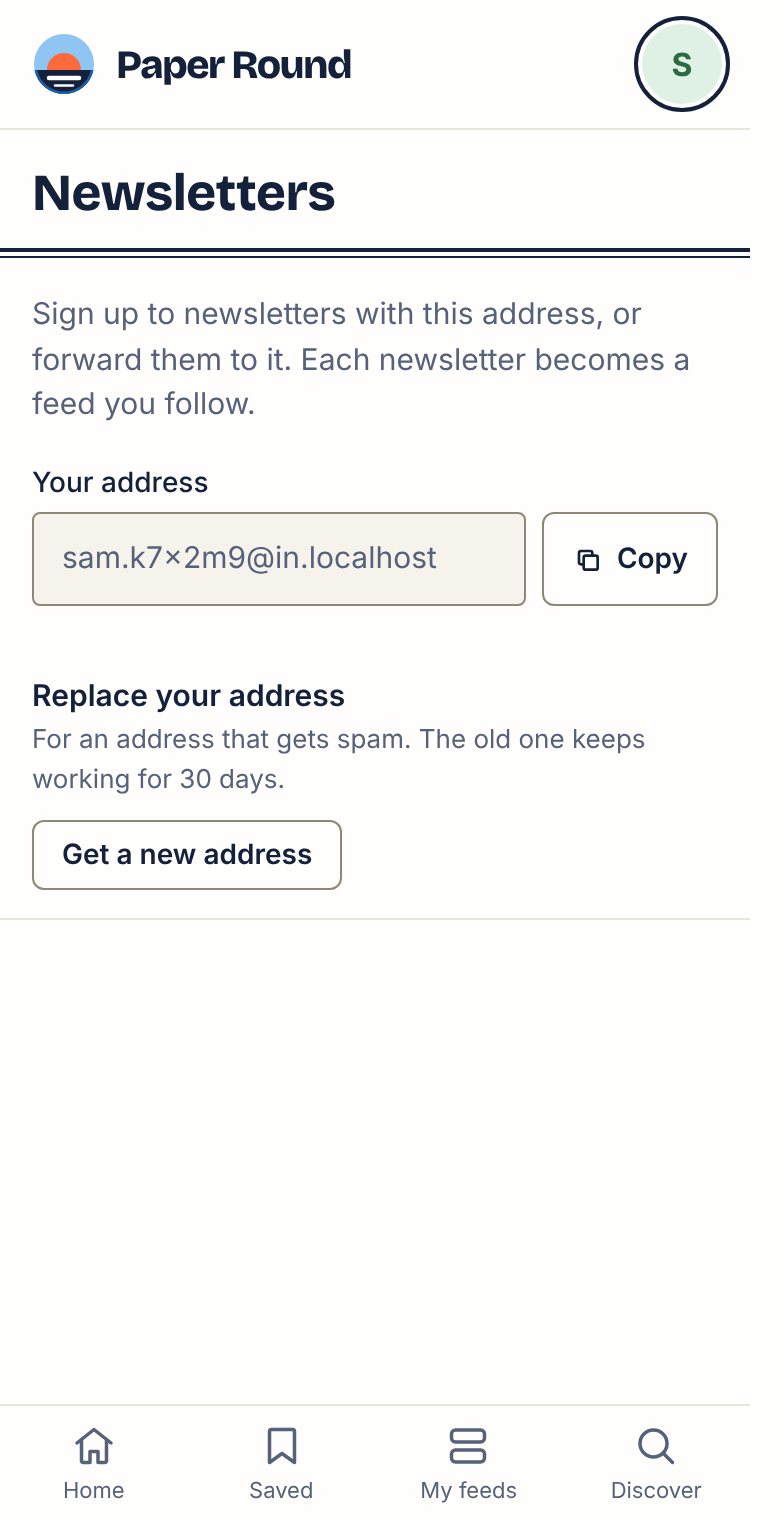 Paper Round
S
Newsletters
Sign up to newsletters with this address, or
forward them to it. Each newsletter becomes a
feed you follow.
Your address
sam.k7×2m9@in.localhost
Copy
Replace your address
For an address that gets spam. The old one keeps
working for 30 days.
Get a new address
Home
Saved
My feeds
Discover